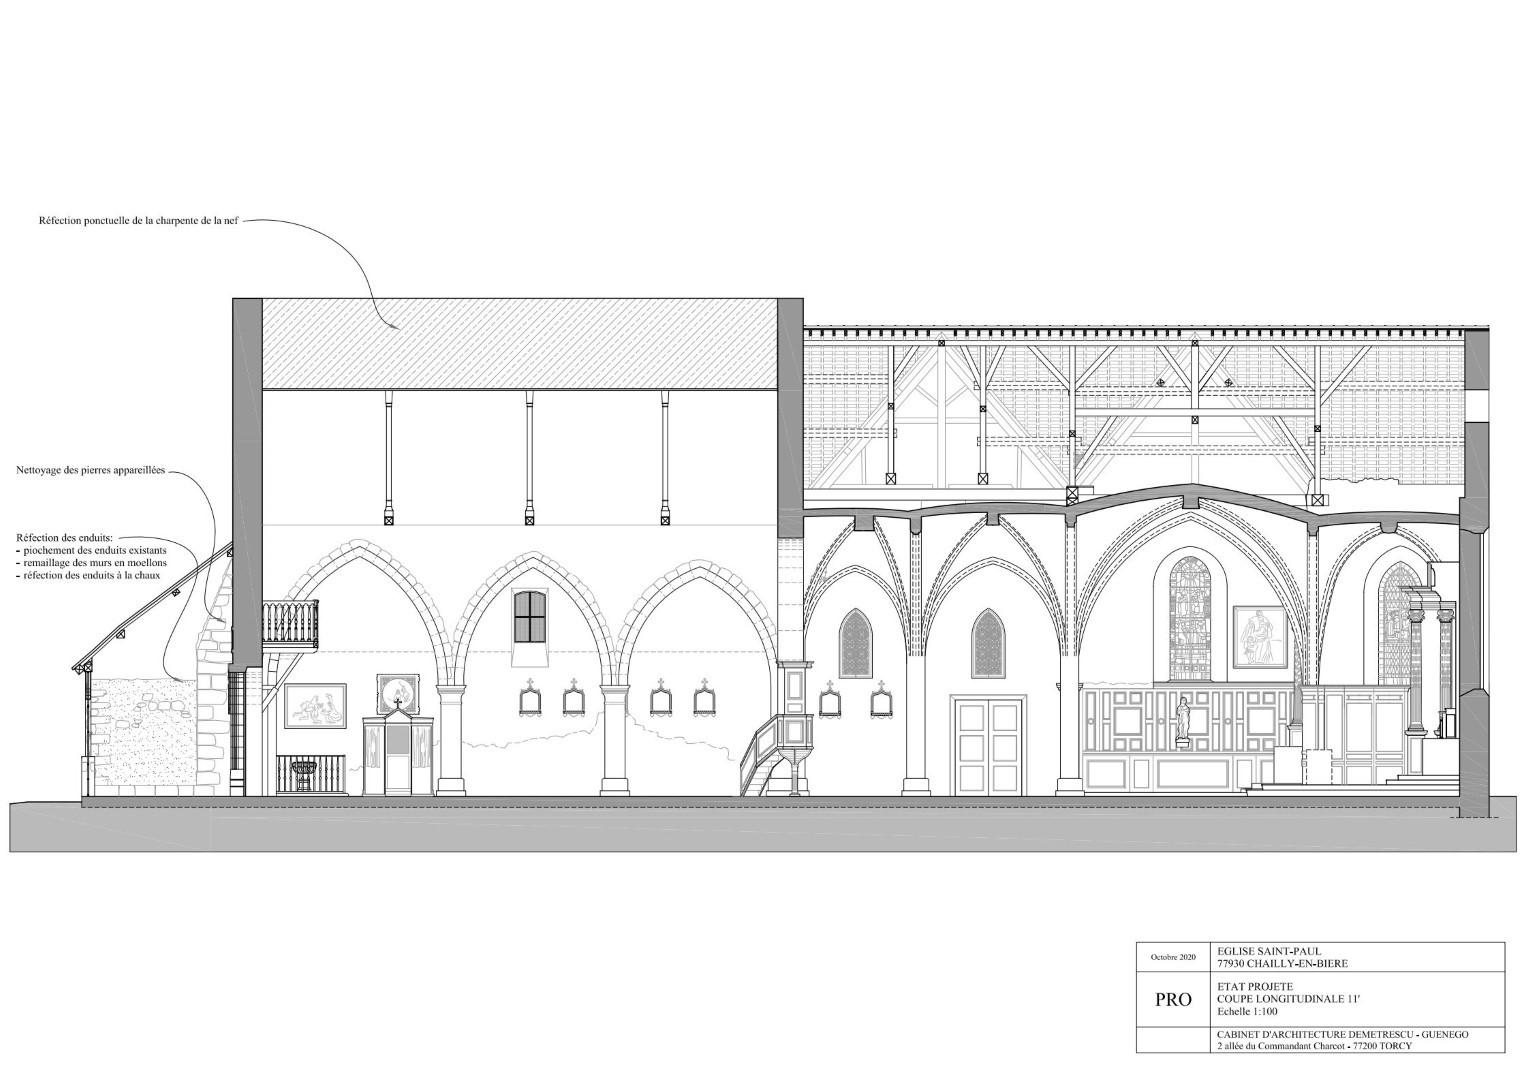 Réfection ponctuelle de la charpente de la nef
Nettoyage des pierres appareillées
Réfection des enduits:
- piochement des enduits existants
- remaillage des murs en moellons
- réfection des enduits à la chaux
Octobre 2020
EGLISE SAINT-PAUL
77930 CHAILLY-EN-BIERE
PRO
ETAT PROJETE
COUPE LONGITUDINALE 11'
Echelle 1:100
CABINET D'ARCHITECTURE DEMETRESCU - GUENEGO
2 allée du Commandant Charcot - 77200 TORCY